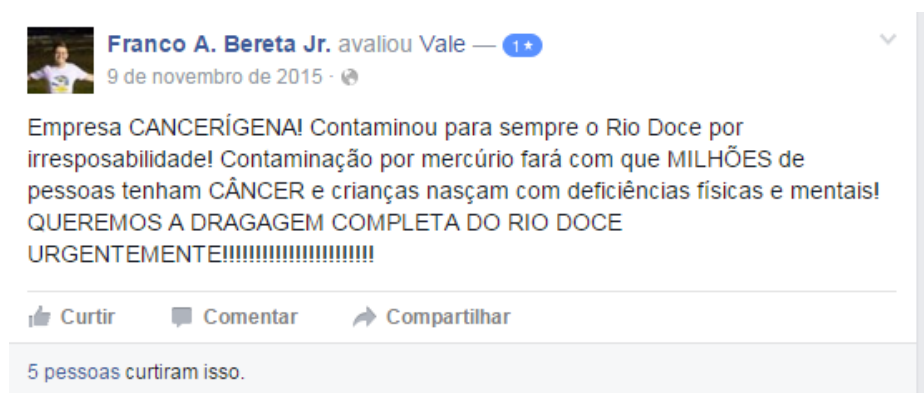 Franco A. Bereta Jr. avaliou Vale — 1★
9 de novembro de 2015 ·
Empresa CANCERÍGENA! Contaminou para sempre o Rio Doce por
irresposabilidade! Contaminação por mercúrio fará com que MILHÕES de
pessoas tenham CÂNCER e crianças nasçam com deficiências físicas e mentais!
QUEREMOS A DRAGAGEM COMPLETA DO RIO DOCE
URGENTEMENTE!!!!!!!!!!!!!!!!!!!!!!!
Curtir Comentar Compartilhar
5 pessoas curtiram isso.